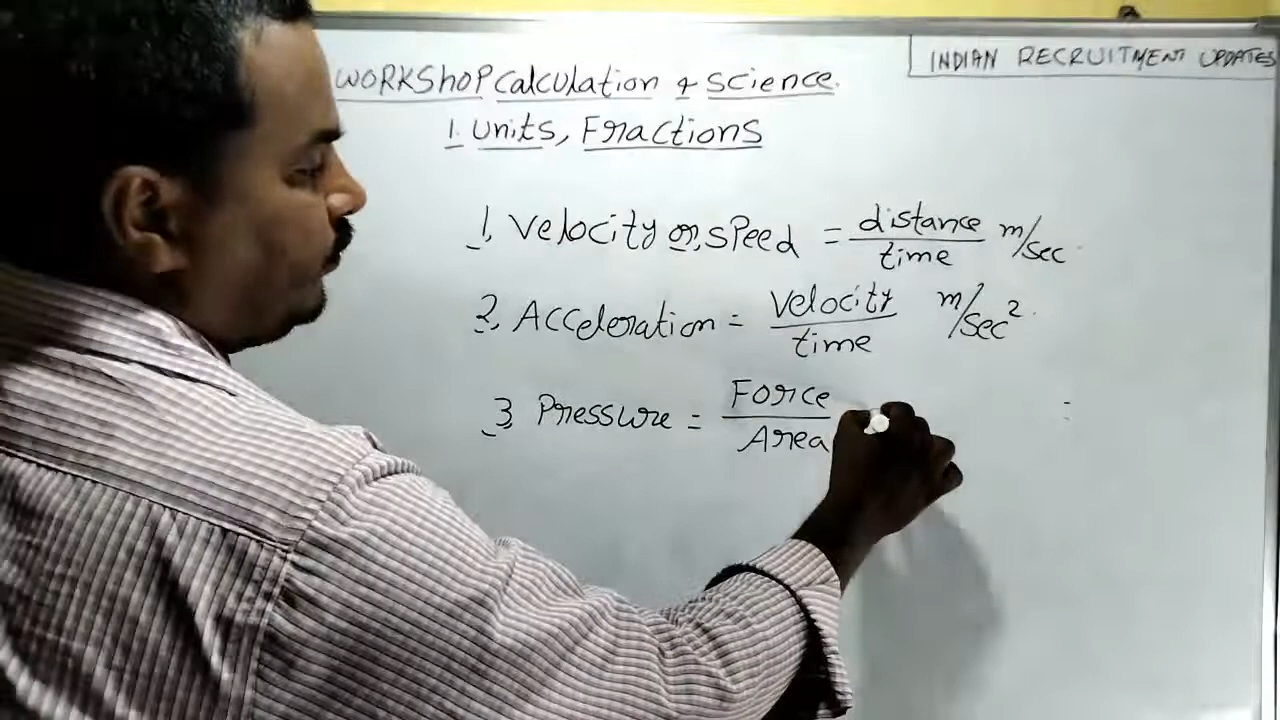 INDIAN RECRUITMENT UPDATES
WORKSHOP Calculation & science.
1. Units, Fractions
1, Velocity or, speed = distance/time m/sec
2, Acceleration = velocity/time m/sec²
3, Pressure = Force/Area
=